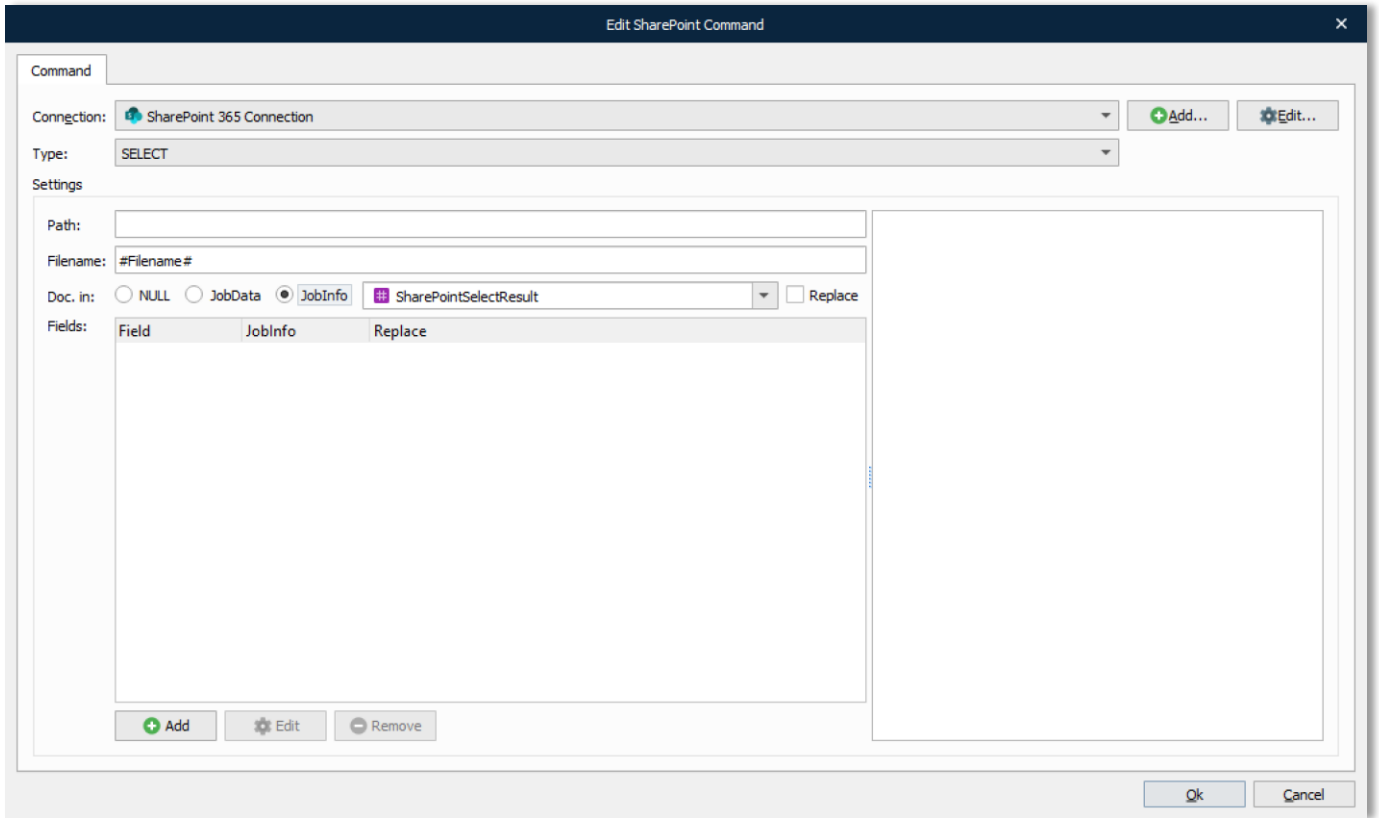 Edit SharePoint Command
Command
Connection: SharePoint 365 Connection Add... Edit...
Type: SELECT
Settings
Path:
Filename: #Filename#
Doc. in: NULL JobData JobInfo # SharePointSelectResult Replace
Fields: Field JobInfo Replace
Add Edit Remove
Ok Cancel